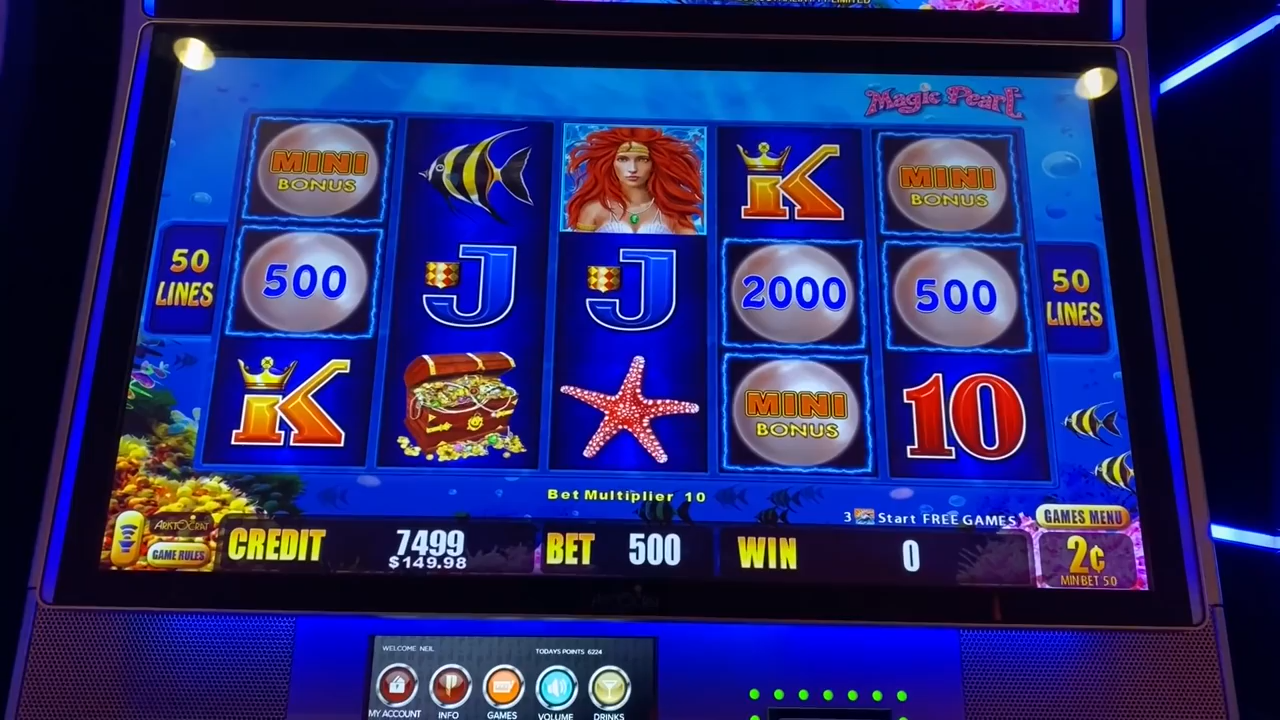 LIMITED
Magic Pearl
MINI
BONUS
K
MINI
BONUS
50
LINES
500
J
J
2000
500
50
LINES
K
MINI
BONUS
10
Bet Multiplier 10
3 Start FREE GAMES
GAMES MENU
ARISTOCRAT
GAME RULES
CREDIT 7499
$149.98
BET 500
WIN 0
2¢
MIN BET 50
WELCOME NEIL
TODAYS POINTS 6224
MY ACCOUNT
INFO
GAMES
VOLUME
DRINKS